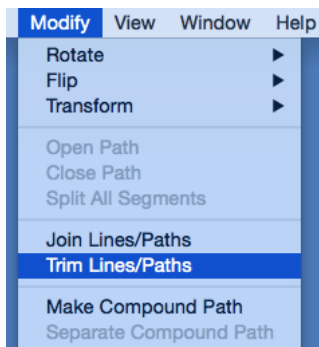 Modify View Window Help
Rotate
Flip
Transform
Open Path
Close Path
Split All Segments
Join Lines/Paths
Trim Lines/Paths
Make Compound Path
Separate Compound Path